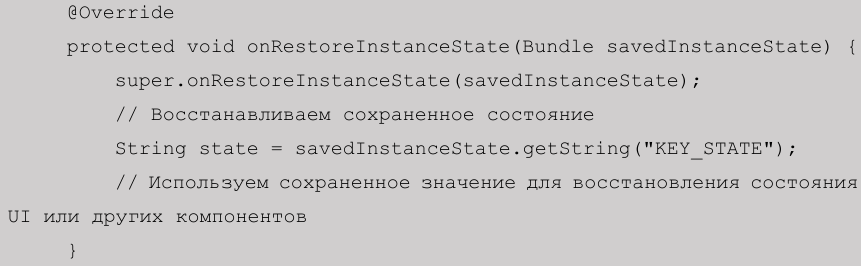 @Override
protected void onRestoreInstanceState(Bundle savedInstanceState) {
super.onRestoreInstanceState(savedInstanceState);
// Восстанавливаем сохраненное состояние
String state = savedInstanceState.getString("KEY_STATE");
// Используем сохраненное значение для восстановления состояния
UI или других компонентов
}